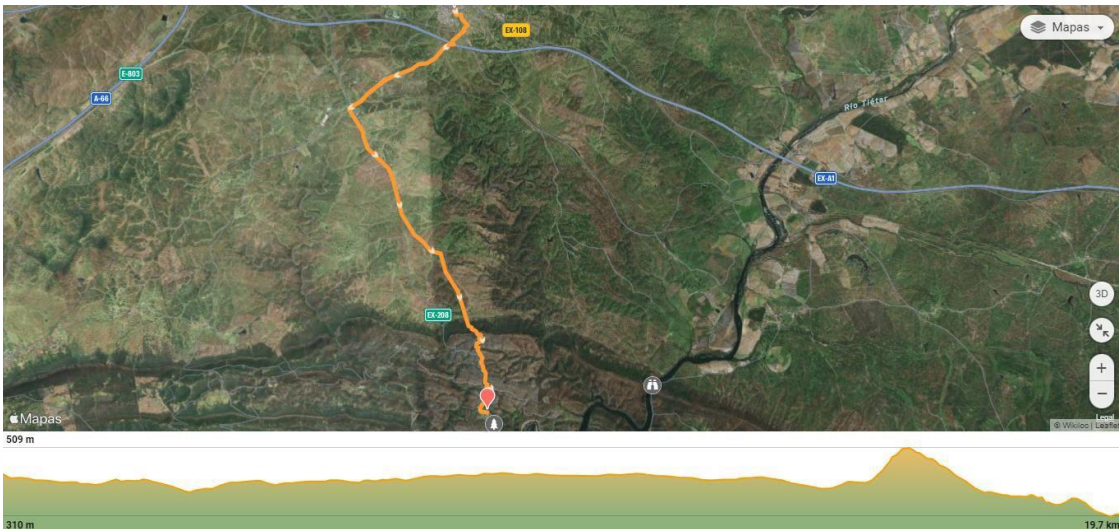 EX-108
Mapas
E-803
A-66
Río Tiétar
EX-A1
3D
EX-208
+
−
Mapas
Legal
© Wikiloc | Leaflet
509 m
310 m
19.7 km